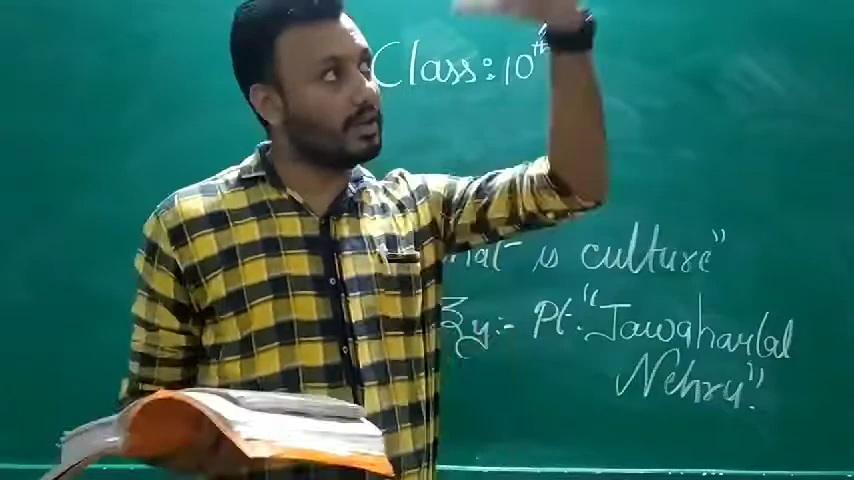 Class: 10th
is culture"
By:- Pt. "Jawaharlal
Nehru".